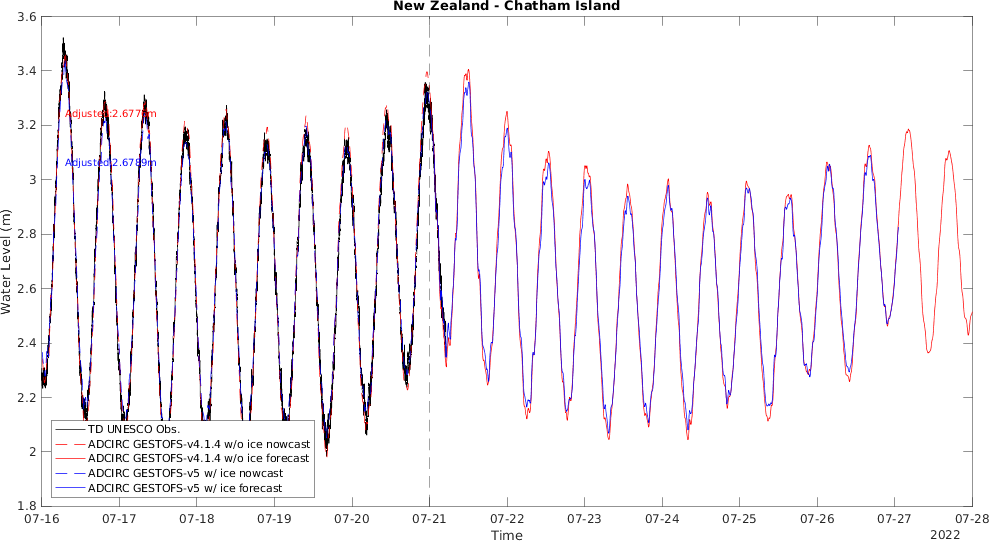 New Zealand - Chatham Island
3.6
3.4
3.2
3
2.8
2.6
2.4
2.2
2
1.8
Water Level (m)
Adjusted:2.6779m
Adjusted:2.6789m
TD UNESCO Obs.
ADCIRC GESTOFS-v4.1.4 w/o ice nowcast
ADCIRC GESTOFS-v4.1.4 w/o ice forecast
ADCIRC GESTOFS-v5 w/ ice nowcast
ADCIRC GESTOFS-v5 w/ ice forecast
07-16 07-17 07-18 07-19 07-20 07-21 07-22 07-23 07-24 07-25 07-26 07-27 07-28
Time
2022